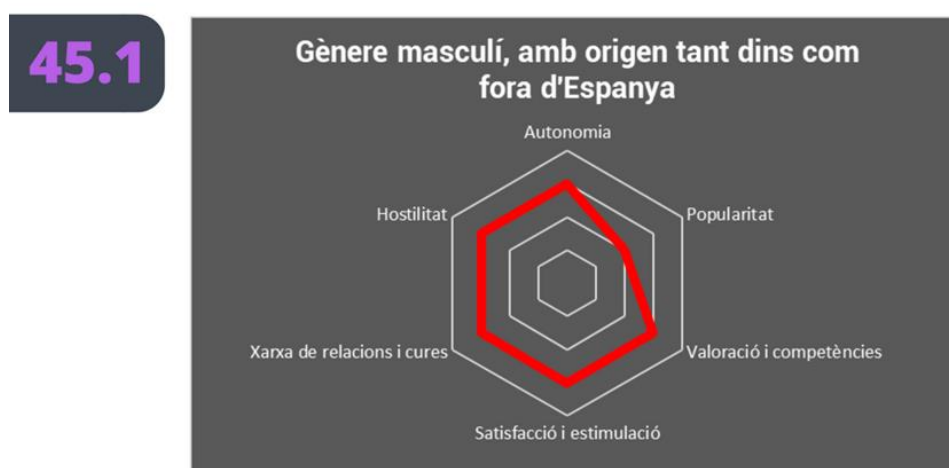 45.1
Gènere masculí, amb origen tant dins com
fora d'Espanya
Autonomia
Hostilitat
Popularitat
Xarxa de relacions i cures
Valoració i competències
Satisfacció i estimulació